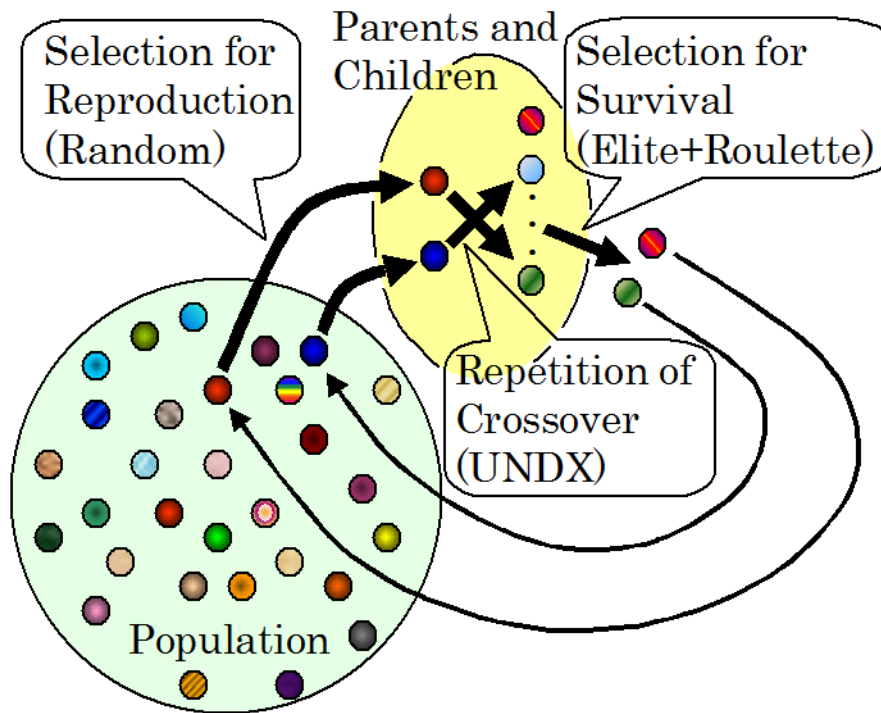 Selection for
Reproduction
(Random)
Parents and
Children
Selection for
Survival
(Elite+Roulette)
Repetition of
Crossover
(UNDX)
Population